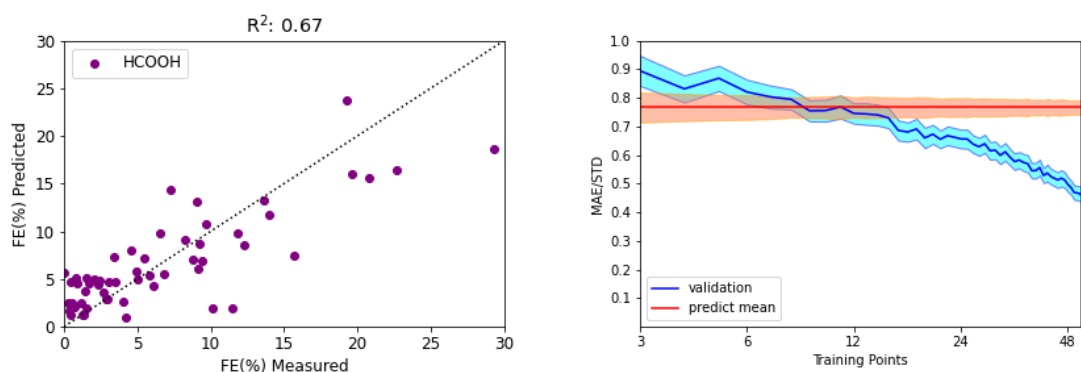 R²: 0.67
30
25
20
15
10
5
0
FE(%) Predicted
HCOOH
0 5 10 15 20 25 30
FE(%) Measured
1.0
0.9
0.8
0.7
0.6
0.5
0.4
0.3
0.2
0.1
MAE/STD
validation
predict mean
3 6 12 24 48
Training Points